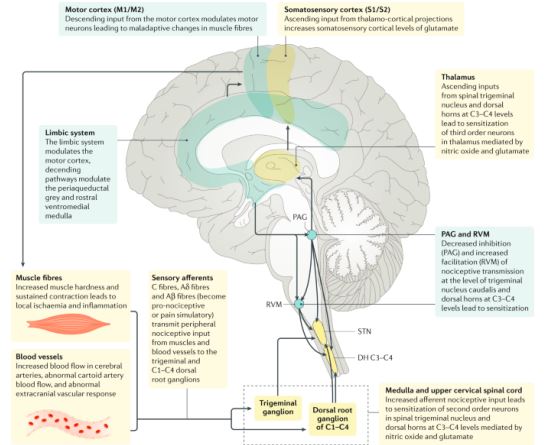 Motor cortex (M1/M2)
Descending input from the motor cortex modulates motor
neurons leading to maladaptive changes in muscle fibres
Somatosensory cortex (S1/S2)
Ascending input from thalamo-cortical projections
increases somatosensory cortical levels of glutamate
Thalamus
Ascending inputs
from spinal trigeminal
nucleus and dorsal
horns at C3–C4 levels
lead to sensitization
of third order neurons
in thalamus mediated by
nitric oxide and glutamate
Limbic system
The limbic system
modulates the
motor cortex,
decending
pathways modulate
the periaqueductal
grey and rostral
ventromedial
medulla
PAG
PAG and RVM
Decreased inhibition
(PAG) and increased
faciliation (RVM) of
nociceptive transmission
at the level of trigeminal
nucleus caudalis and
dorsal horns at C3–C4
levels lead to sensitization
Muscle fibres
Increased muscle hardness and
sustained contraction leads to
local ischaemia and inflammation
Sensory afferents
C fibres, Aδ fibres
and Aβ fibres (become
pro-nociceptive
or pain simulatory)
transmit peripheral
nociceptive input
from muscles and
blood vessels to the
trigeminal and
C1–C4 dorsal
root ganglions
RVM
STN
DH C3–C4
Blood vessels
Increased blood flow in cerebral
arteries, abnormal cartoid artery
blood flow, and abnormal
extracranial vascular response
Trigeminal
ganglion
Dorsal root
ganglion
of C1–C4
Medulla and upper cervical spinal cord
Increased afferent nociceptive input leads
to sensitization of second order neurons
in spinal trigeminal nucleus and dorsal
horns at C3–C4 levels mediated by
nitric oxide and glutamate